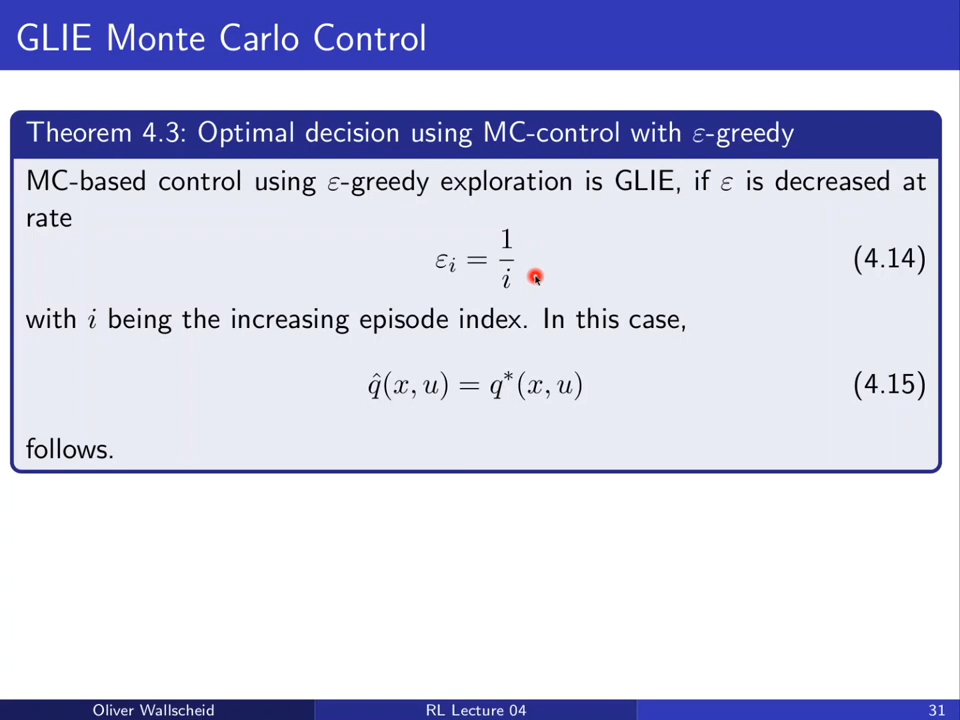 GLIE Monte Carlo Control
Theorem 4.3: Optimal decision using MC-control with ε-greedy
MC-based control using ε-greedy exploration is GLIE, if ε is decreased at
rate
εᵢ = 1/i (4.14)
with i being the increasing episode index. In this case,
q̂(x, u) = q*(x, u) (4.15)
follows.
Oliver Wallscheid RL Lecture 04 31